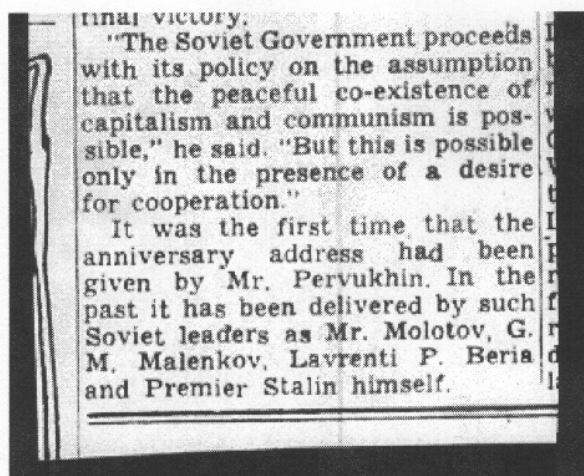 final victory.
"The Soviet Government proceeds
with its policy on the assumption
that the peaceful co-existence of
capitalism and communism is pos-
sible," he said. "But this is possible
only in the presence of a desire
for cooperation."
It was the first time that the
anniversary address had been
given by Mr. Pervukhin. In the
past it has been delivered by such
Soviet leaders as Mr. Molotov, G.
M. Malenkov, Lavrenti P. Beria
and Premier Stalin himself.